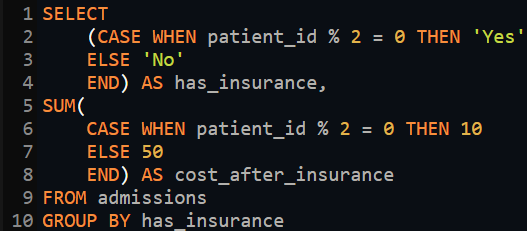 1 SELECT
2 (CASE WHEN patient_id % 2 = 0 THEN 'Yes'
3 ELSE 'No'
4 END) AS has_insurance,
5 SUM(
6 CASE WHEN patient_id % 2 = 0 THEN 10
7 ELSE 50
8 END) AS cost_after_insurance
9 FROM admissions
10 GROUP BY has_insurance